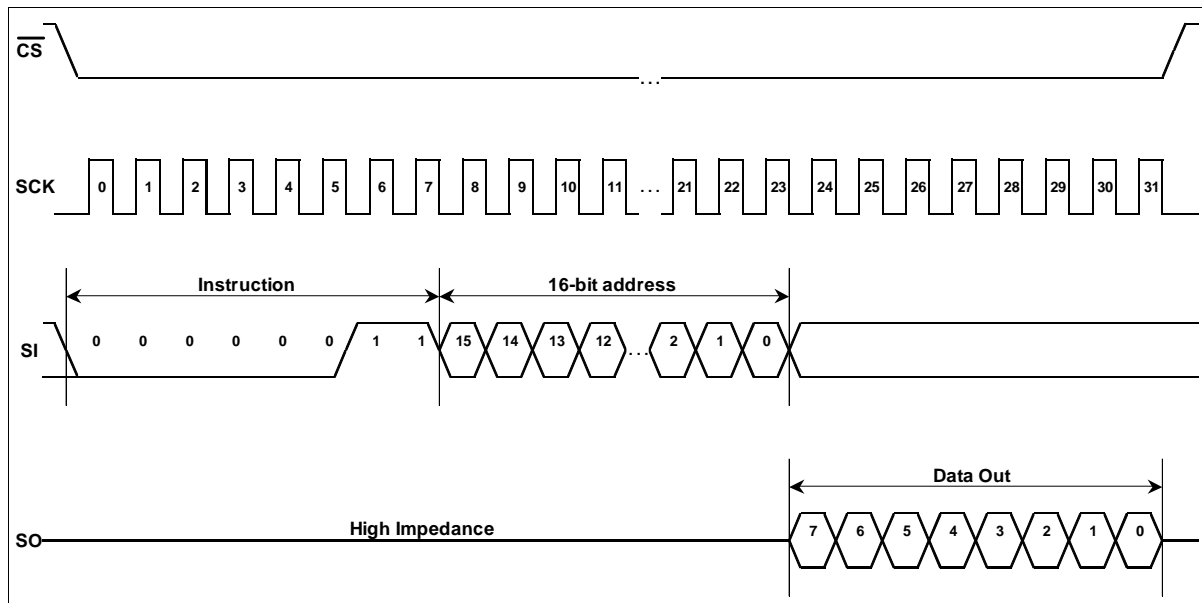 CS
...
SCK
0 1 2 3 4 5 6 7 8 9 10 11 ... 21 22 23 24 25 26 27 28 29 30 31
Instruction 16-bit address
SI
0 0 0 0 0 0 1 1 15 14 13 12 ... 2 1 0
Data Out
High Impedance
SO
7 6 5 4 3 2 1 0